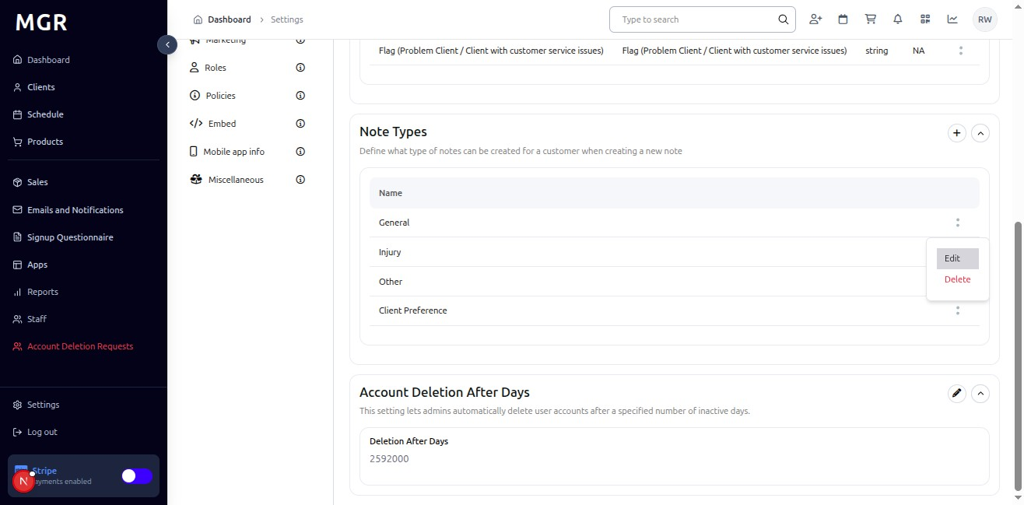 MGR
Dashboard
Clients
Schedule
Products
Sales
Emails and Notifications
Signup Questionnaire
Apps
Reports
Staff
Account Deletion Requests
Settings
Log out
Stripe
ayments enabled
N
Dashboard > Settings
Type to search
RW
Marketing
Roles
Policies
Embed
Mobile app info
Miscellaneous
Flag (Problem Client / Client with customer service issues) Flag (Problem Client / Client with customer service issues) string NA
Note Types
Define what type of notes can be created for a customer when creating a new note
Name
General
Injury
Other
Client Preference
Edit
Delete
Account Deletion After Days
This setting lets admins automatically delete user accounts after a specified number of inactive days.
Deletion After Days
2592000